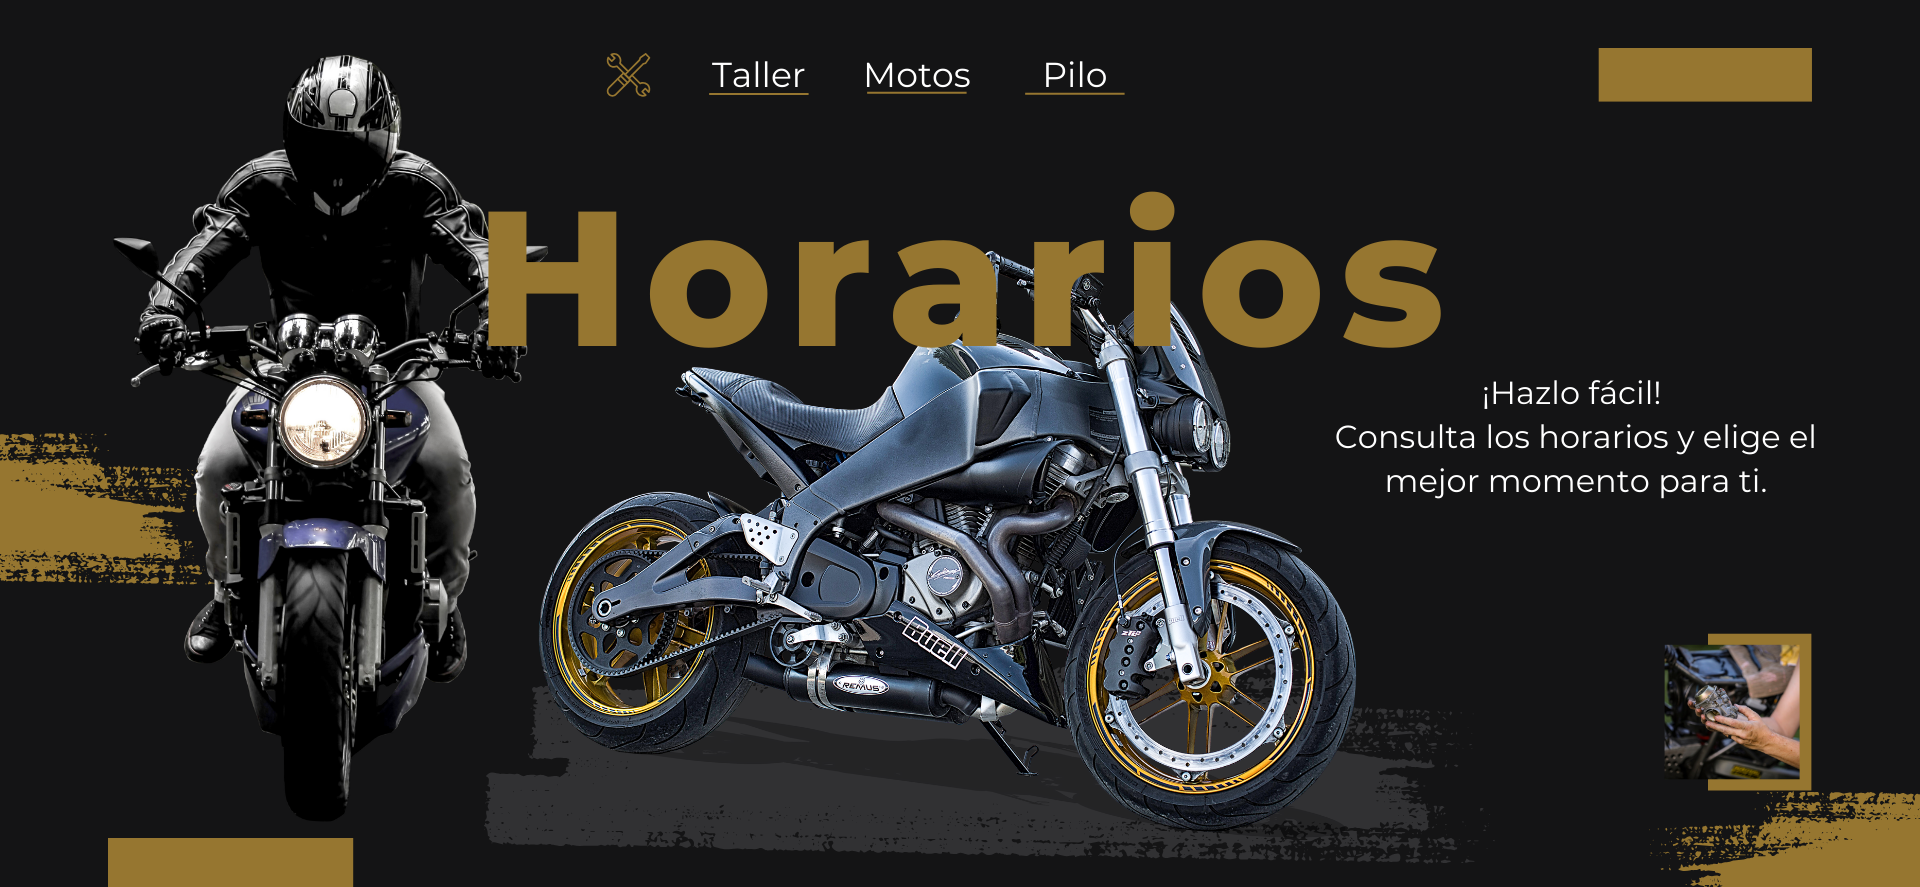 Taller
Motos
Pilo
Horarios
¡Hazlo fácil!
Consulta los horarios y elige el
mejor momento para ti.
Buell
REMUS